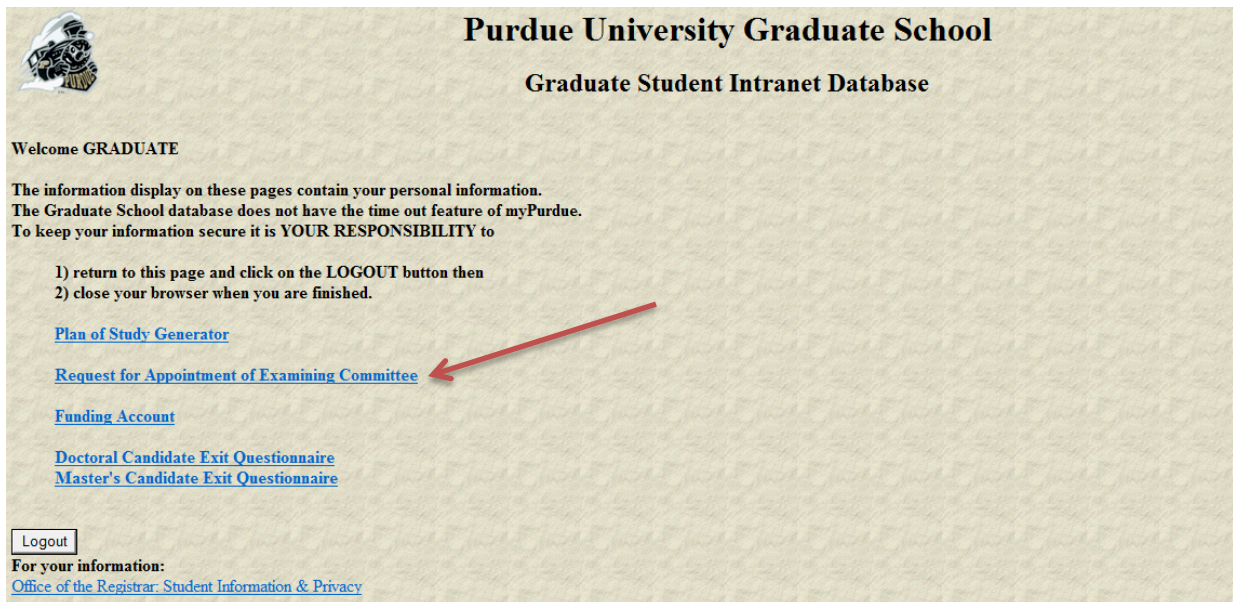 Purdue University Graduate School
PURDUE
Graduate Student Intranet Database
Welcome GRADUATE
The information display on these pages contain your personal information.
The Graduate School database does not have the time out feature of myPurdue.
To keep your information secure it is YOUR RESPONSIBILITY to
1) return to this page and click on the LOGOUT button then
2) close your browser when you are finished.
Plan of Study Generator
Request for Appointment of Examining Committee
Funding Account
Doctoral Candidate Exit Questionnaire
Master's Candidate Exit Questionnaire
Logout
For your information:
Office of the Registrar: Student Information & Privacy